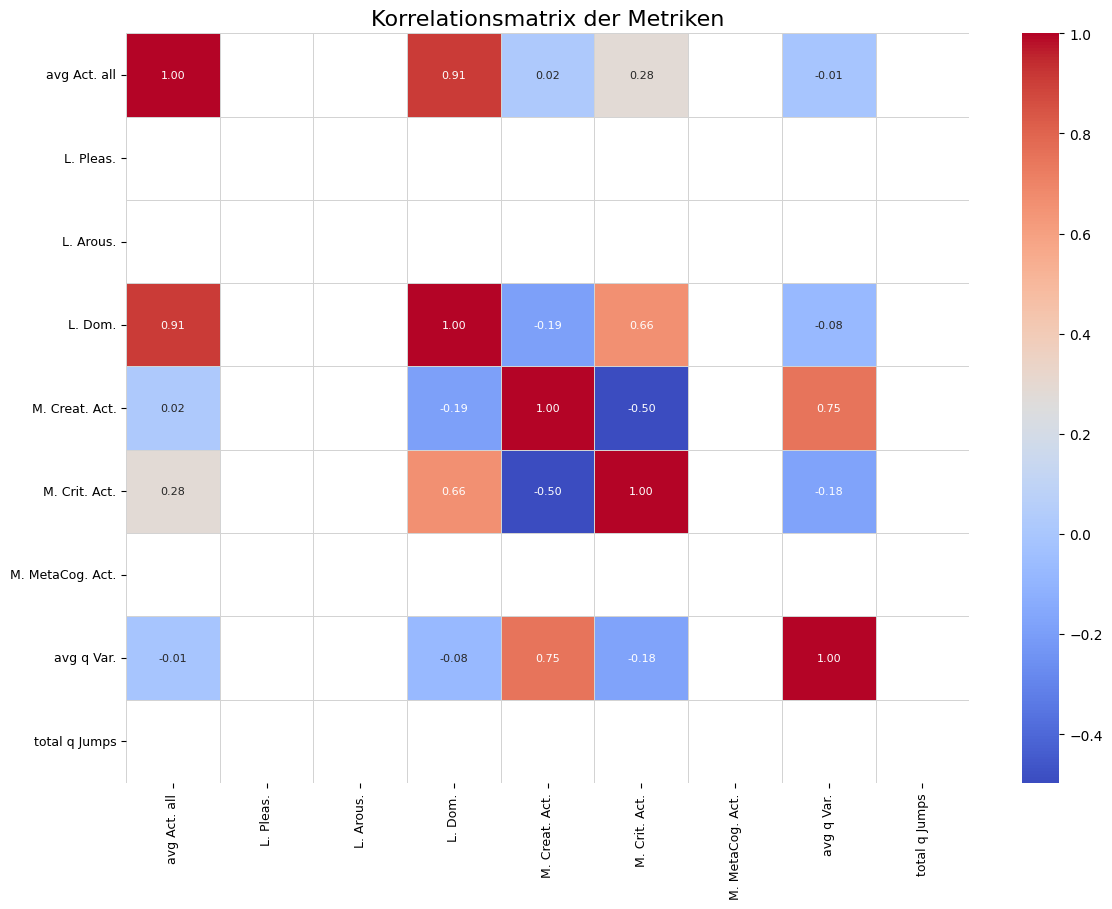 Korrelationsmatrix der Metriken
avg Act. all
1.00 0.91 0.02 0.28 -0.01
L. Pleas.
L. Arous.
L. Dom.
0.91 1.00 -0.19 0.66 -0.08
M. Creat. Act.
0.02 -0.19 1.00 -0.50 0.75
M. Crit. Act.
0.28 0.66 -0.50 1.00 -0.18
M. MetaCog. Act.
avg q Var.
-0.01 -0.08 0.75 -0.18 1.00
total q Jumps
avg Act. all
L. Pleas.
L. Arous.
L. Dom.
M. Creat. Act.
M. Crit. Act.
M. MetaCog. Act.
avg q Var.
total q Jumps
1.0
0.8
0.6
0.4
0.2
0.0
−0.2
−0.4